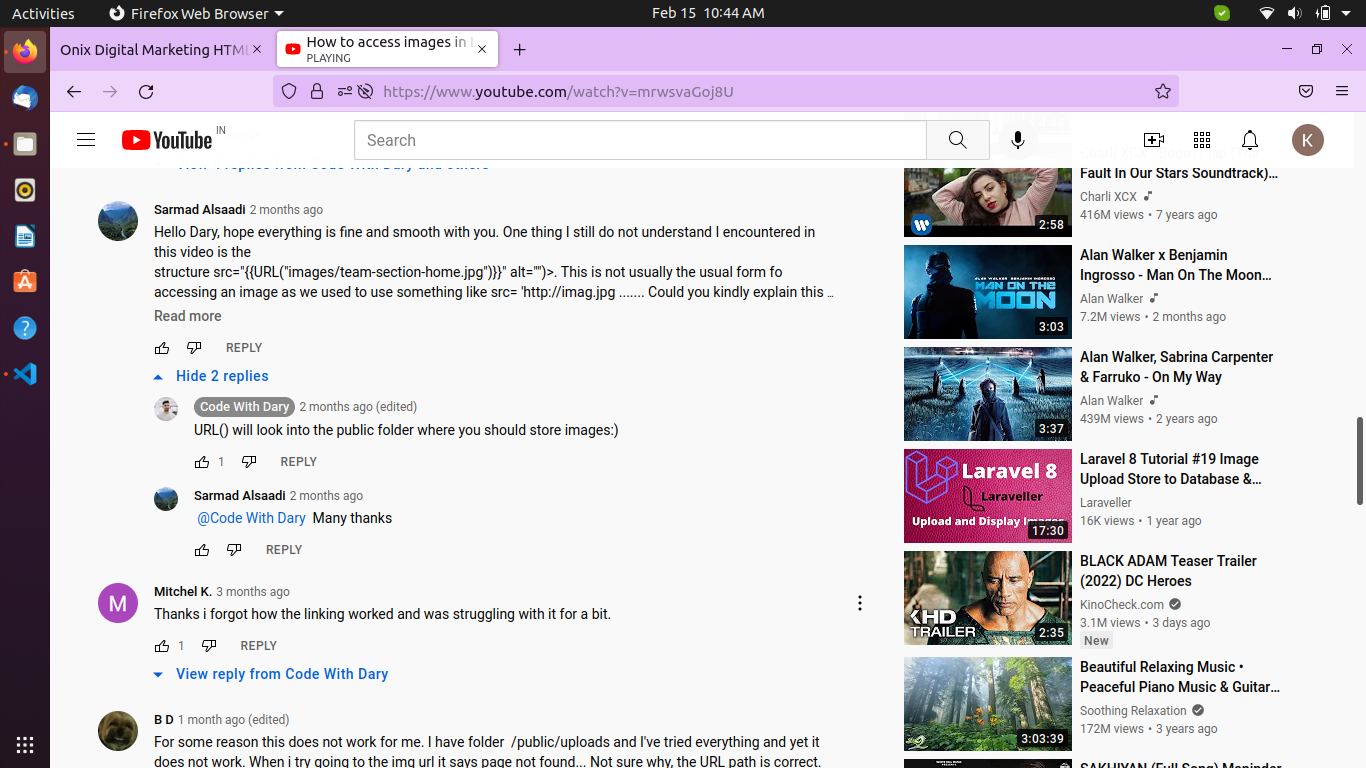 Activities
Firefox Web Browser
Feb 15 10:44 AM
Onix Digital Marketing HTML
How to access images in L
PLAYING
https://www.youtube.com/watch?v=mrwsvaGoj8U
YouTube IN
Search
K
Sarmad Alsaadi 2 months ago
Hello Dary, hope everything is fine and smooth with you. One thing I still do not understand I encountered in
this video is the
structure src="{{URL("images/team-section-home.jpg")}}" alt="")>. This is not usually the usual form fo
accessing an image as we used to use something like src= 'http://imag.jpg ....... Could you kindly explain this ...
Read more
REPLY
Hide 2 replies
Code With Dary 2 months ago (edited)
URL() will look into the public folder where you should store images:)
1 REPLY
Sarmad Alsaadi 2 months ago
@Code With Dary Many thanks
REPLY
M
Mitchel K. 3 months ago
Thanks i forgot how the linking worked and was struggling with it for a bit.
1 REPLY
View reply from Code With Dary
B D 1 month ago (edited)
For some reason this does not work for me. I have folder /public/uploads and I've tried everything and yet it
does not work. When i try going to the img url it says page not found... Not sure why, the URL path is correct.
Fault In Our Stars Soundtrack)...
Charli XCX
416M views • 7 years ago
2:58
Alan Walker x Benjamin
Ingrosso - Man On The Moon...
Alan Walker
7.2M views • 2 months ago
ALAN WALKER BENJAMIN INGROSSO
MAN ON THE
MOON
3:03
Alan Walker, Sabrina Carpenter
& Farruko - On My Way
Alan Walker
439M views • 2 years ago
3:37
Laravel 8 Tutorial #19 Image
Upload Store to Database &...
Laraveller
16K views • 1 year ago
Laravel 8
Laraveller
Upload and Display Images
17:30
BLACK ADAM Teaser Trailer
(2022) DC Heroes
KinoCheck.com
3.1M views • 3 days ago
New
KHD
TRAILER
2:35
Beautiful Relaxing Music •
Peaceful Piano Music & Guitar...
Soothing Relaxation
172M views • 3 years ago
3:03:39